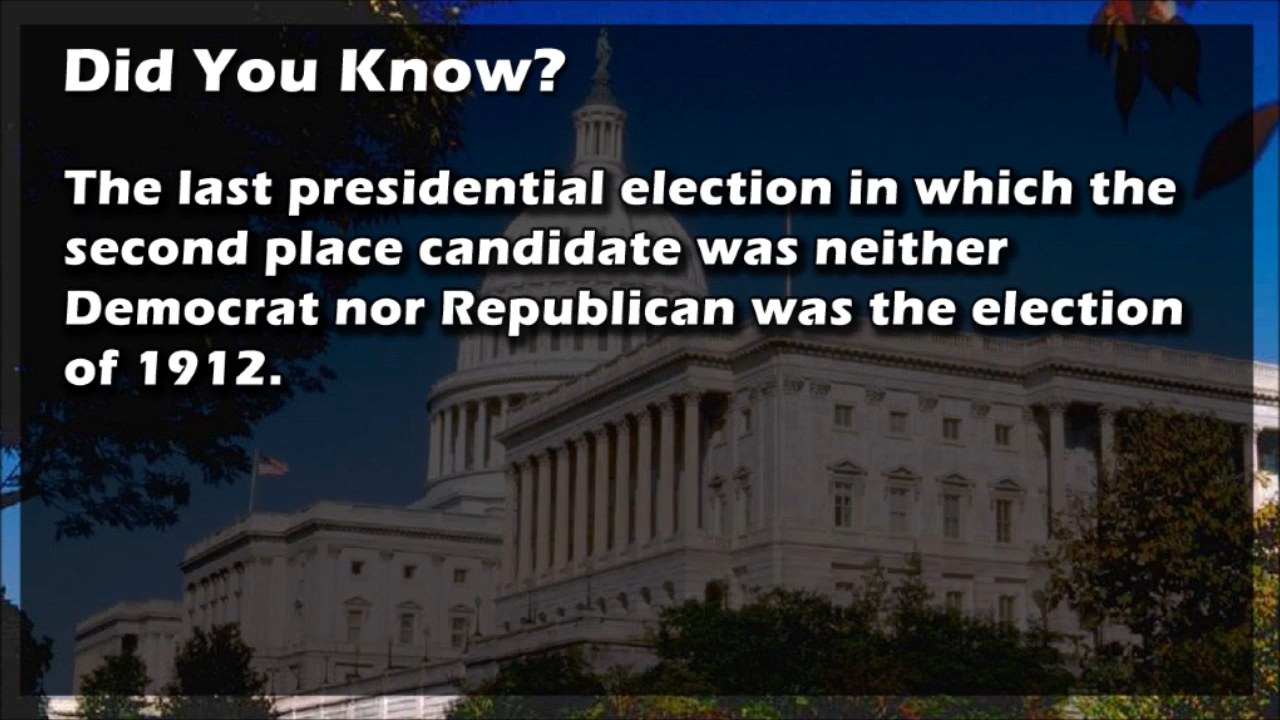 Did You Know?
The last presidential election in which the
second place candidate was neither
Democrat nor Republican was the election
of 1912.